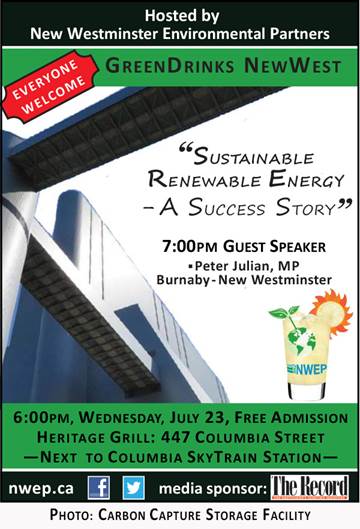 Hosted by
New Westminster Environmental Partners
EVERYONE
WELCOME
GREENDRINKS NEWWEST
“SUSTAINABLE
RENEWABLE ENERGY
– A SUCCESS STORY”
7:00PM GUEST SPEAKER
▪Peter Julian, MP
Burnaby - New Westminster
NWEP
6:00PM, WEDNESDAY, JULY 23, FREE ADMISSION
HERITAGE GRILL: 447 COLUMBIA STREET
—NEXT TO COLUMBIA SKYTRAIN STATION—
nwep.ca f media sponsor: The Record
PHOTO: CARBON CAPTURE STORAGE FACILITY